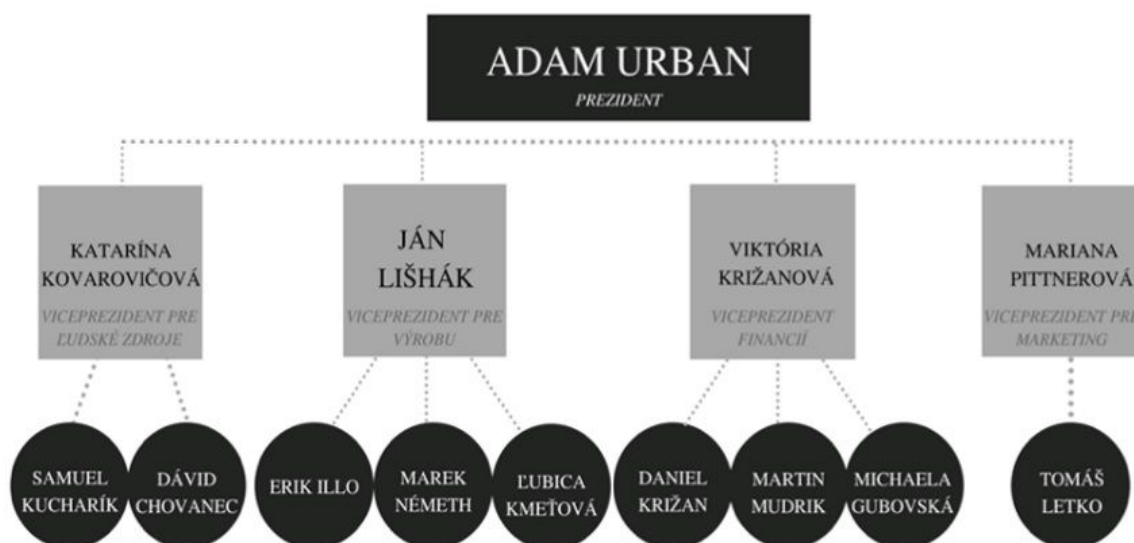 ADAM URBAN
PREZIDENT
KATARÍNA
KOVAROVIČOVÁ
VICEPREZIDENT PRE
ĽUDSKÉ ZDROJE
JÁN
LIŠHÁK
VICEPREZIDENT PRE
VÝROBU
VIKTÓRIA
KRIŽANOVÁ
VICEPREZIDENT
FINANCIÍ
MARIANA
PITTNEROVÁ
VICEPREZIDENT PRE
MARKETING
SAMUEL
KUCHARÍK
DÁVID
CHOVANEC
ERIK ILLO
MAREK
NÉMETH
ĽUBICA
KMEŤOVÁ
DANIEL
KRIŽAN
MARTIN
MUDRIK
MICHAELA
GUBOVSKÁ
TOMÁŠ
LETKO